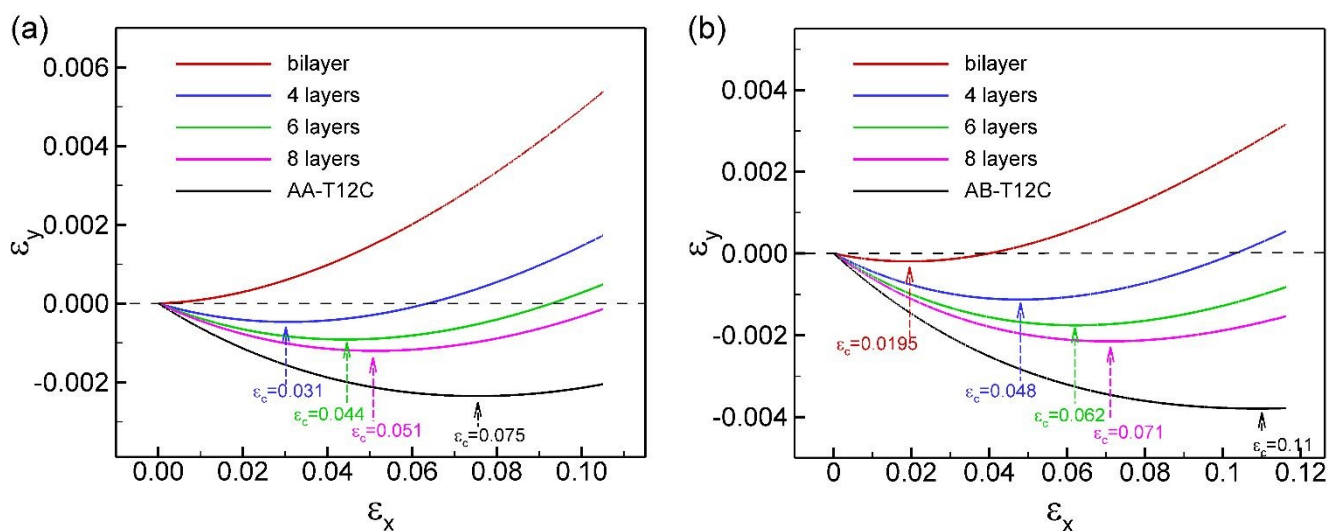 (a)
0.006
0.004
0.002
0.000
-0.002
εy
bilayer
4 layers
6 layers
8 layers
AA-T12C
εc=0.031
εc=0.044
εc=0.051
εc=0.075
0.00 0.02 0.04 0.06 0.08 0.10
εx
(b)
0.004
0.002
0.000
-0.002
-0.004
εy
bilayer
4 layers
6 layers
8 layers
AB-T12C
εc=0.0195
εc=0.048
εc=0.062
εc=0.071
εc=0.11
0 0.02 0.04 0.06 0.08 0.10 0.12
εx